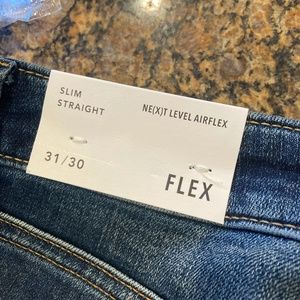 SLIM
STRAIGHT
NE(X)T LEVEL AIRFLEX
31/30
FLEX